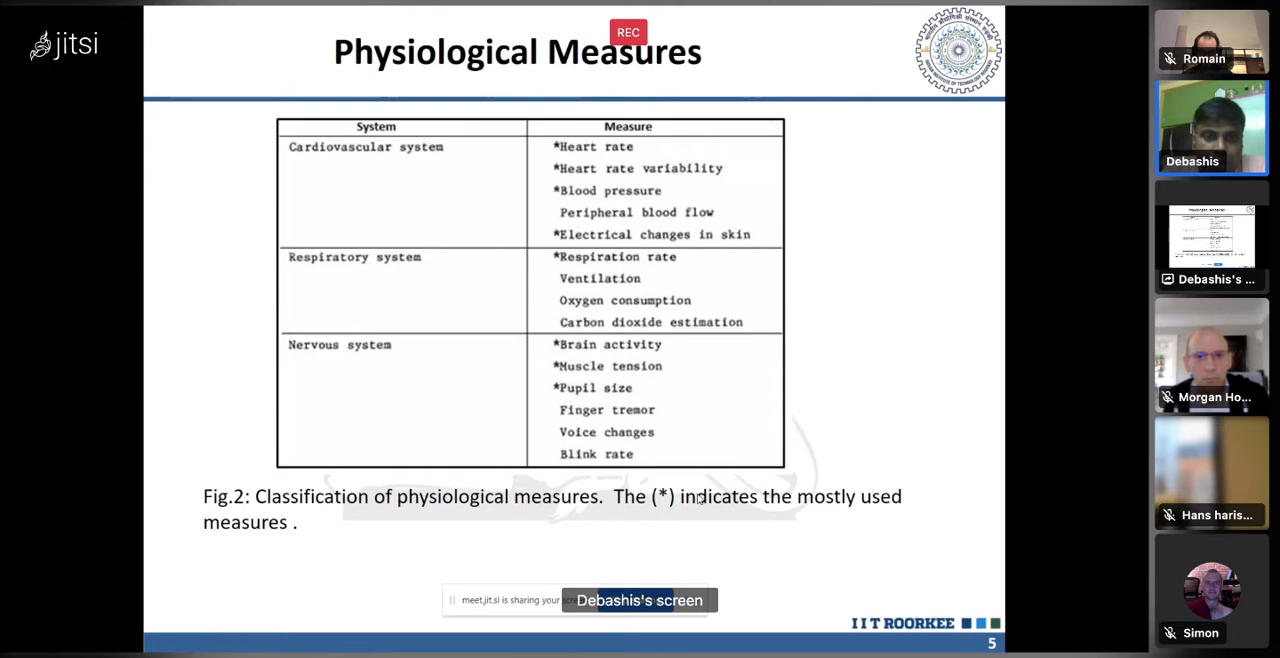 jitsi
REC
Physiological Measures
System Measure
Cardiovascular system *Heart rate
*Heart rate variability
*Blood pressure
Peripheral blood flow
*Electrical changes in skin
Respiratory system *Respiration rate
Ventilation
Oxygen consumption
Carbon dioxide estimation
Nervous system *Brain activity
*Muscle tension
*Pupil size
Finger tremor
Voice changes
Blink rate
Fig.2: Classification of physiological measures. The (*) indicates the mostly used
measures .
meet.jit.si is sharing your
Debashis's screen
IIT ROORKEE
5
Romain
Debashis
Debashis's ...
Morgan Ho...
Hans haris...
Simon